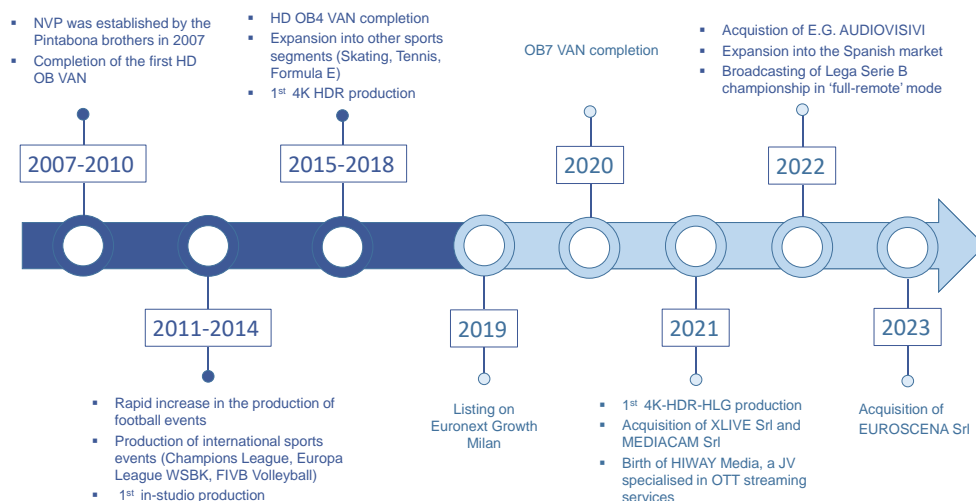 ▪ NVP was established by the
Pintabona brothers in 2007
▪ Completion of the first HD
OB VAN
2007-2010
▪ HD OB4 VAN completion
▪ Expansion into other sports
segments (Skating, Tennis,
Formula E)
▪ 1st 4K HDR production
2015-2018
OB7 VAN completion
2020
▪ Acquistion of E.G. AUDIOVISIVI
▪ Expansion into the Spanish market
▪ Broadcasting of Lega Serie B
championship in ‘full-remote’ mode
2022
2011-2014
▪ Rapid increase in the production of
football events
▪ Production of international sports
events (Champions League, Europa
League WSBK, FIVB Volleyball)
▪ 1st in-studio production
2019
Listing on
Euronext Growth
Milan
2021
▪ 1st 4K-HDR-HLG production
▪ Acquisition of XLIVE Srl and
MEDIACAM Srl
▪ Birth of HIWAY Media, a JV
specialised in OTT streaming
services
2023
Acquisition of
EUROSCENA Srl